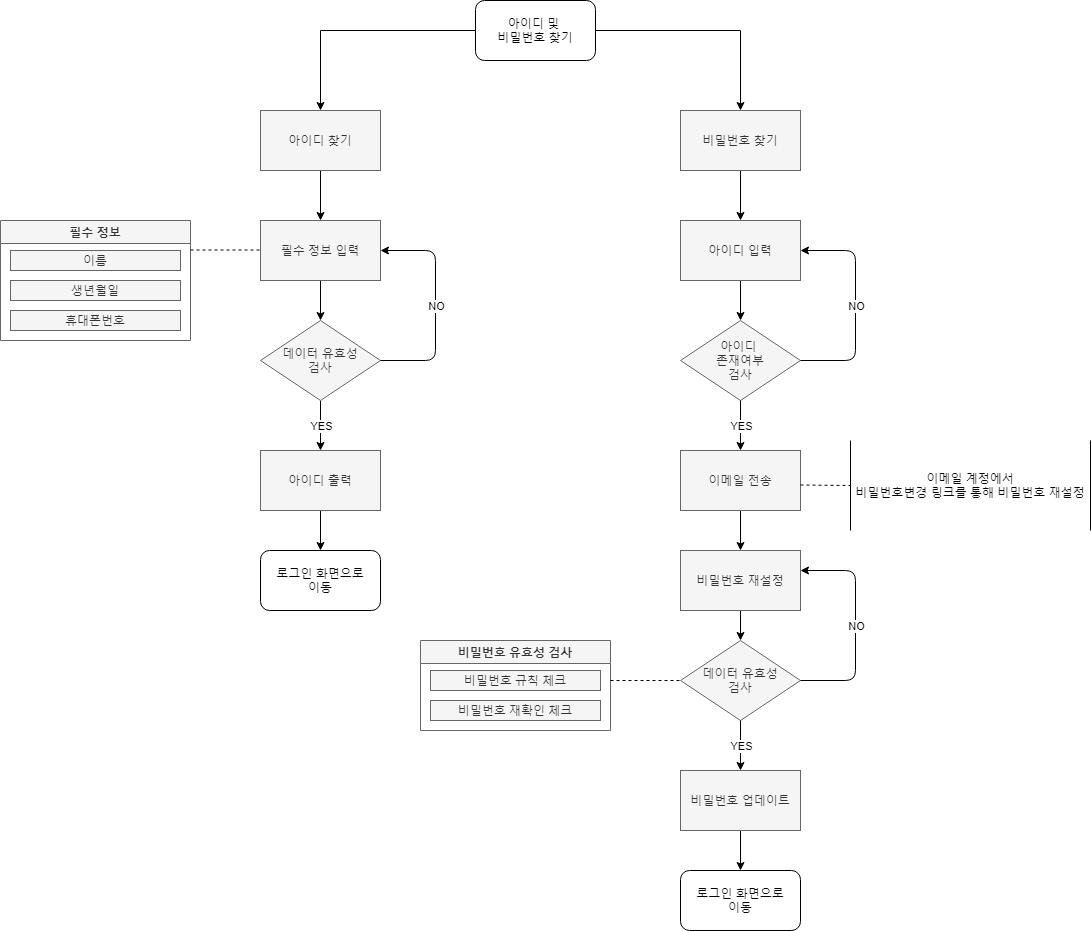 아이디 및
비밀번호 찾기
아이디 찾기
비밀번호 찾기
필수 정보
이름
생년월일
휴대폰번호
필수 정보 입력
아이디 입력
NO
NO
데이터 유효성
검사
아이디
존재여부
검사
YES
YES
아이디 출력
이메일 전송
이메일 계정에서
비밀번호변경 링크를 통해 비밀번호 재설정
로그인 화면으로
이동
비밀번호 재설정
NO
비밀번호 유효성 검사
비밀번호 규칙 체크
비밀번호 재확인 체크
데이터 유효성
검사
YES
비밀번호 업데이트
로그인 화면으로
이동